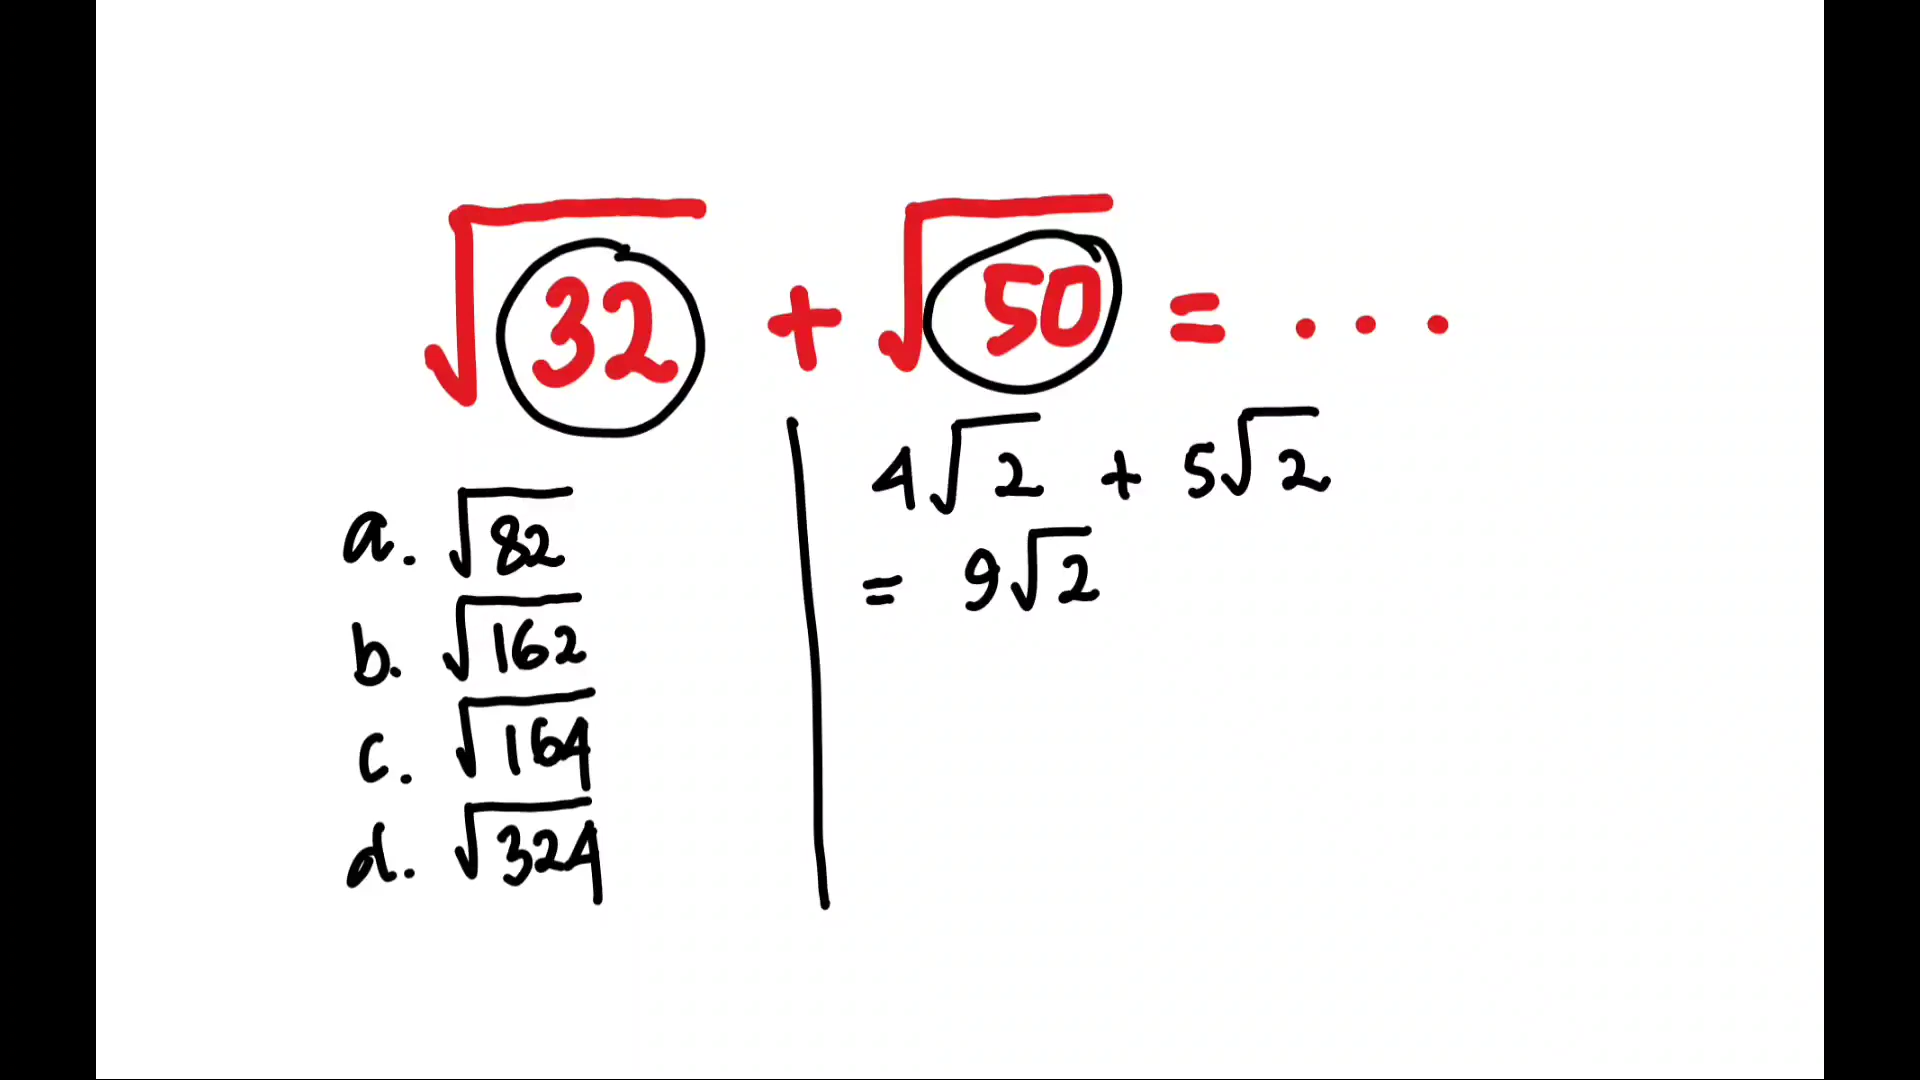 √32 + √50 = . . .
a. √82
b. √162
c. √164
d. √324
4√2 + 5√2
= 9√2